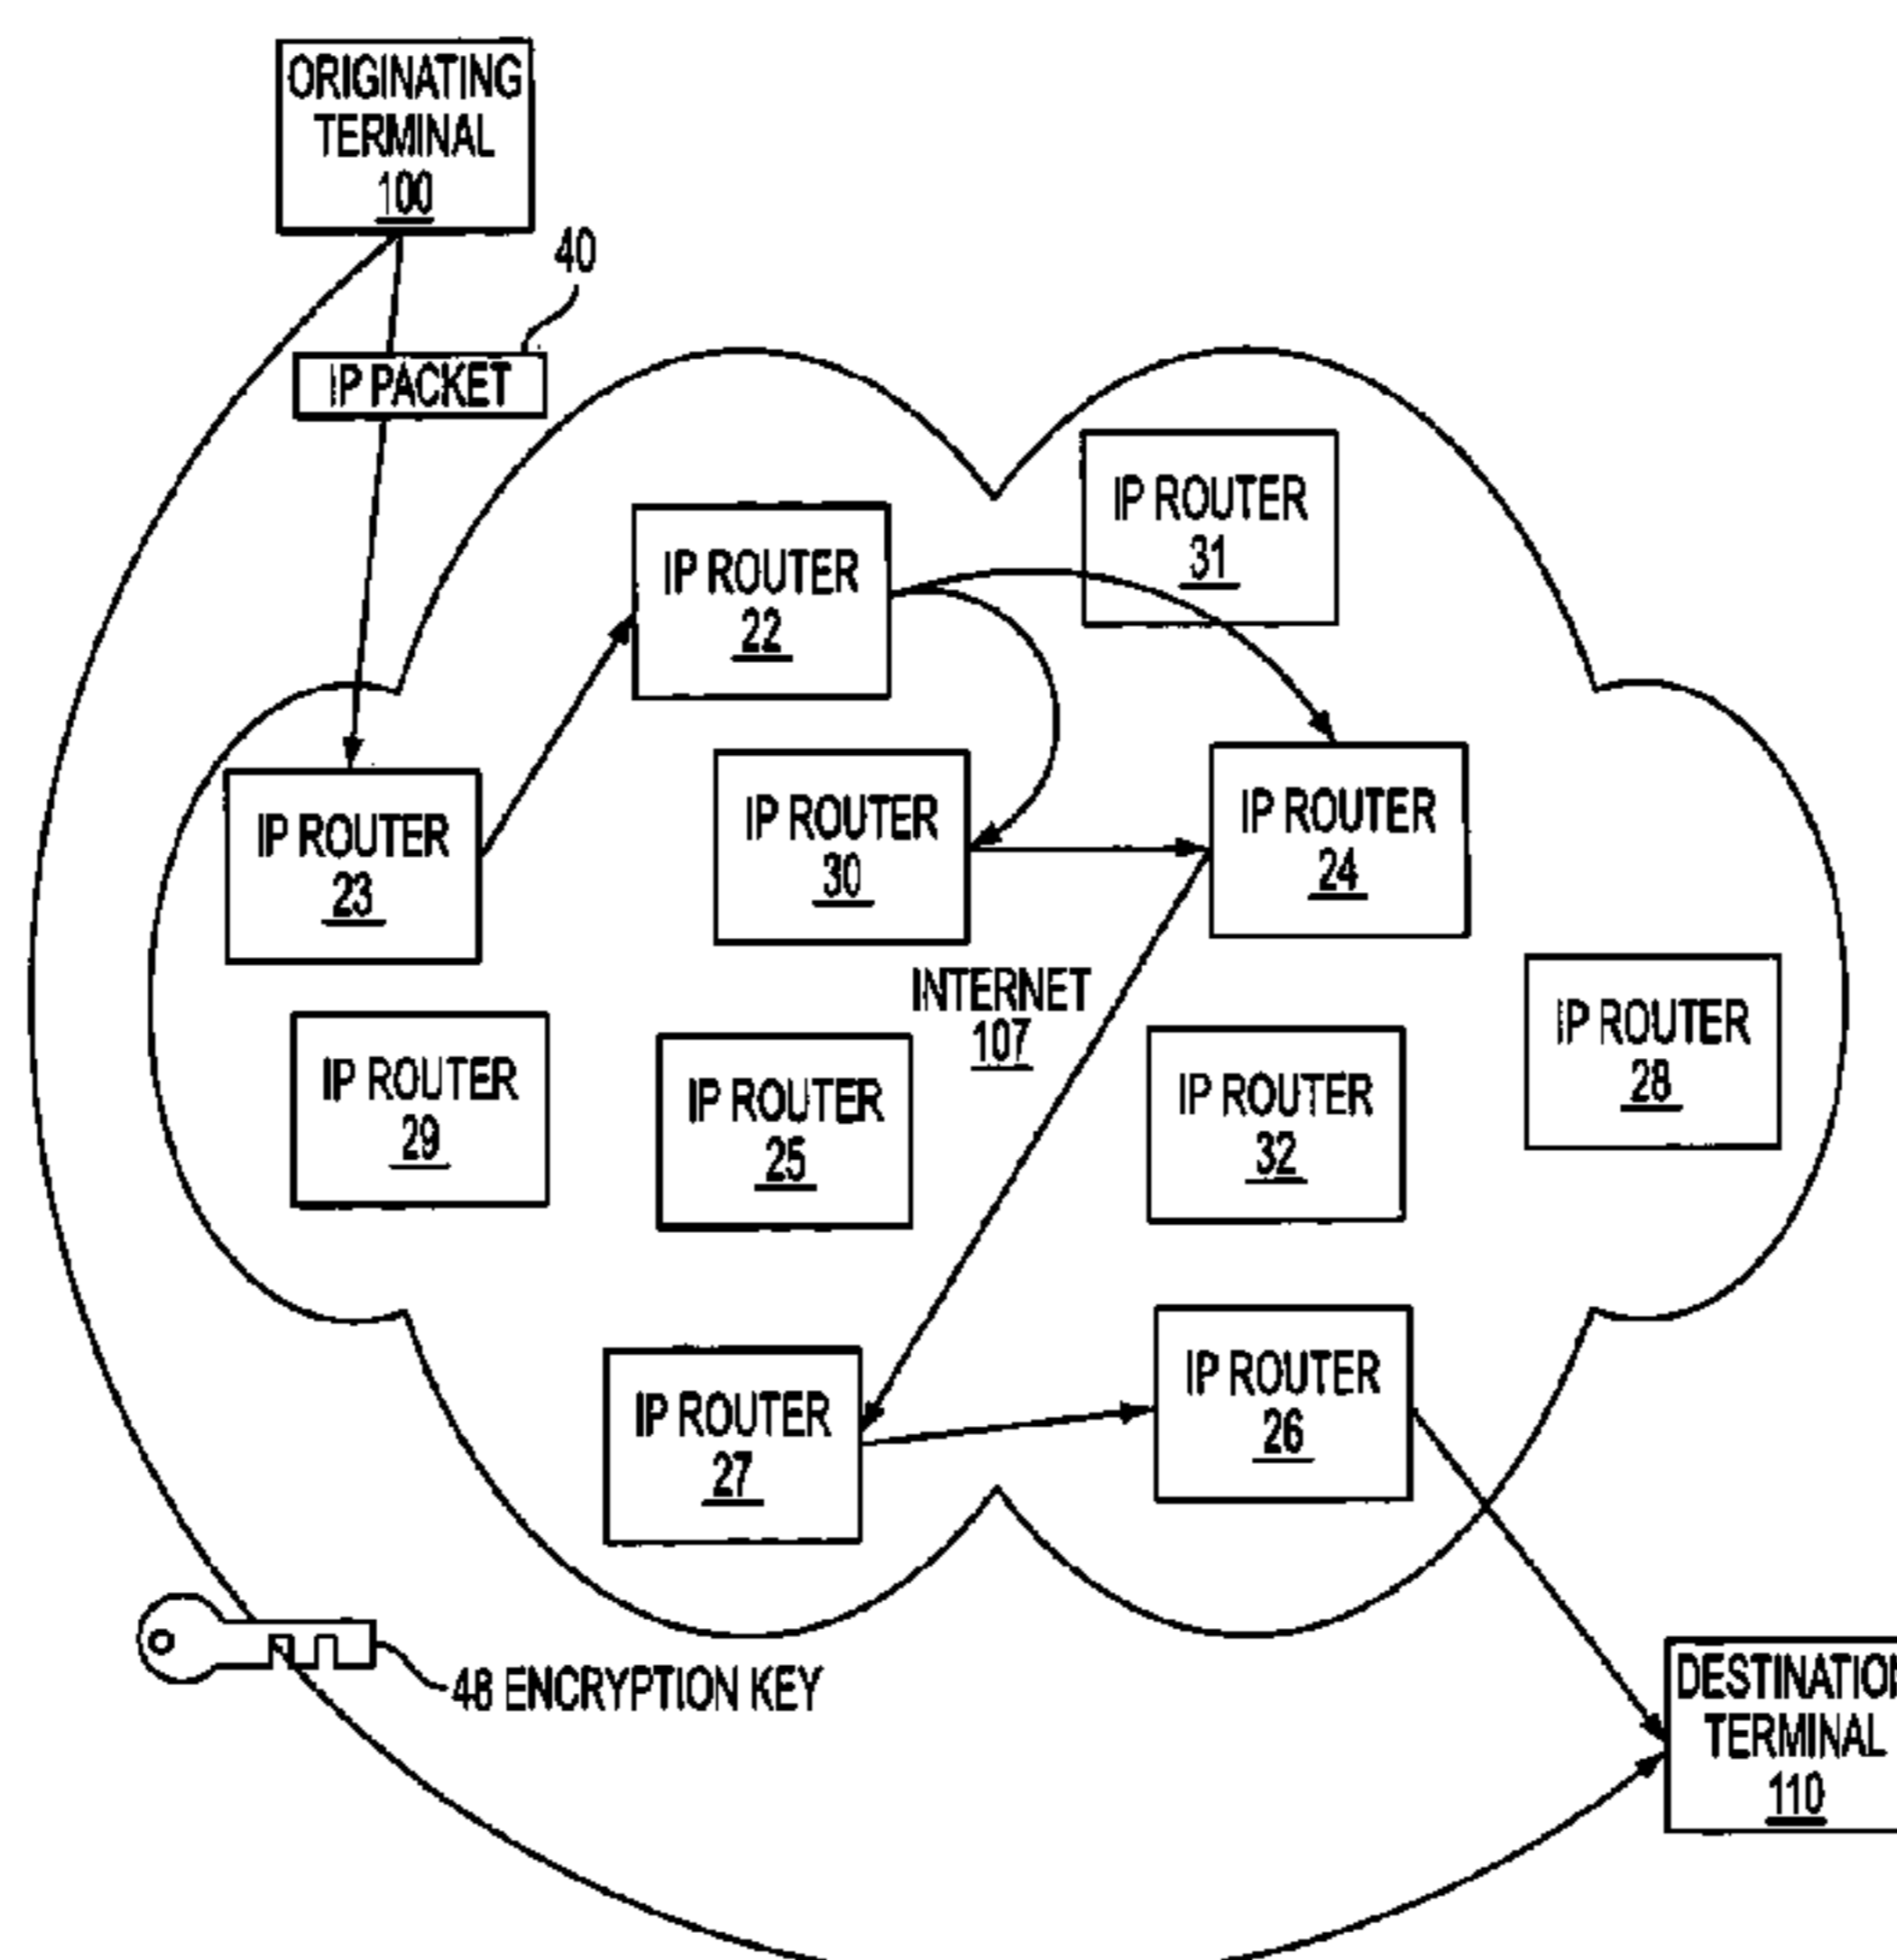 ORIGINATING
TERMINAL
100
40
IP PACKET
IP ROUTER
31
IP ROUTER
22
IP ROUTER
24
IP ROUTER
30
IP ROUTER
23
INTERNET
107
IP ROUTER
28
IP ROUTER
29
IP ROUTER
25
IP ROUTER
32
IP ROUTER
26
IP ROUTER
27
48 ENCRYPTION KEY
DESTINATION
TERMINAL
110